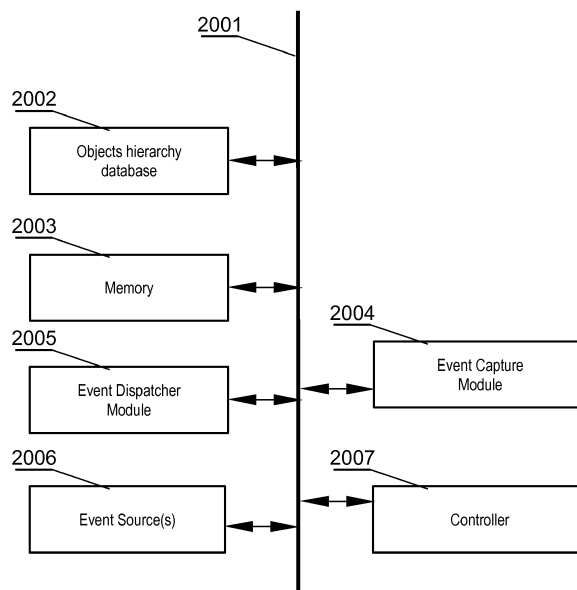 2001
2002
Objects hierarchy
database
2003
Memory
2004
Event Capture
Module
2005
Event Dispatcher
Module
2006
Event Source(s)
2007
Controller